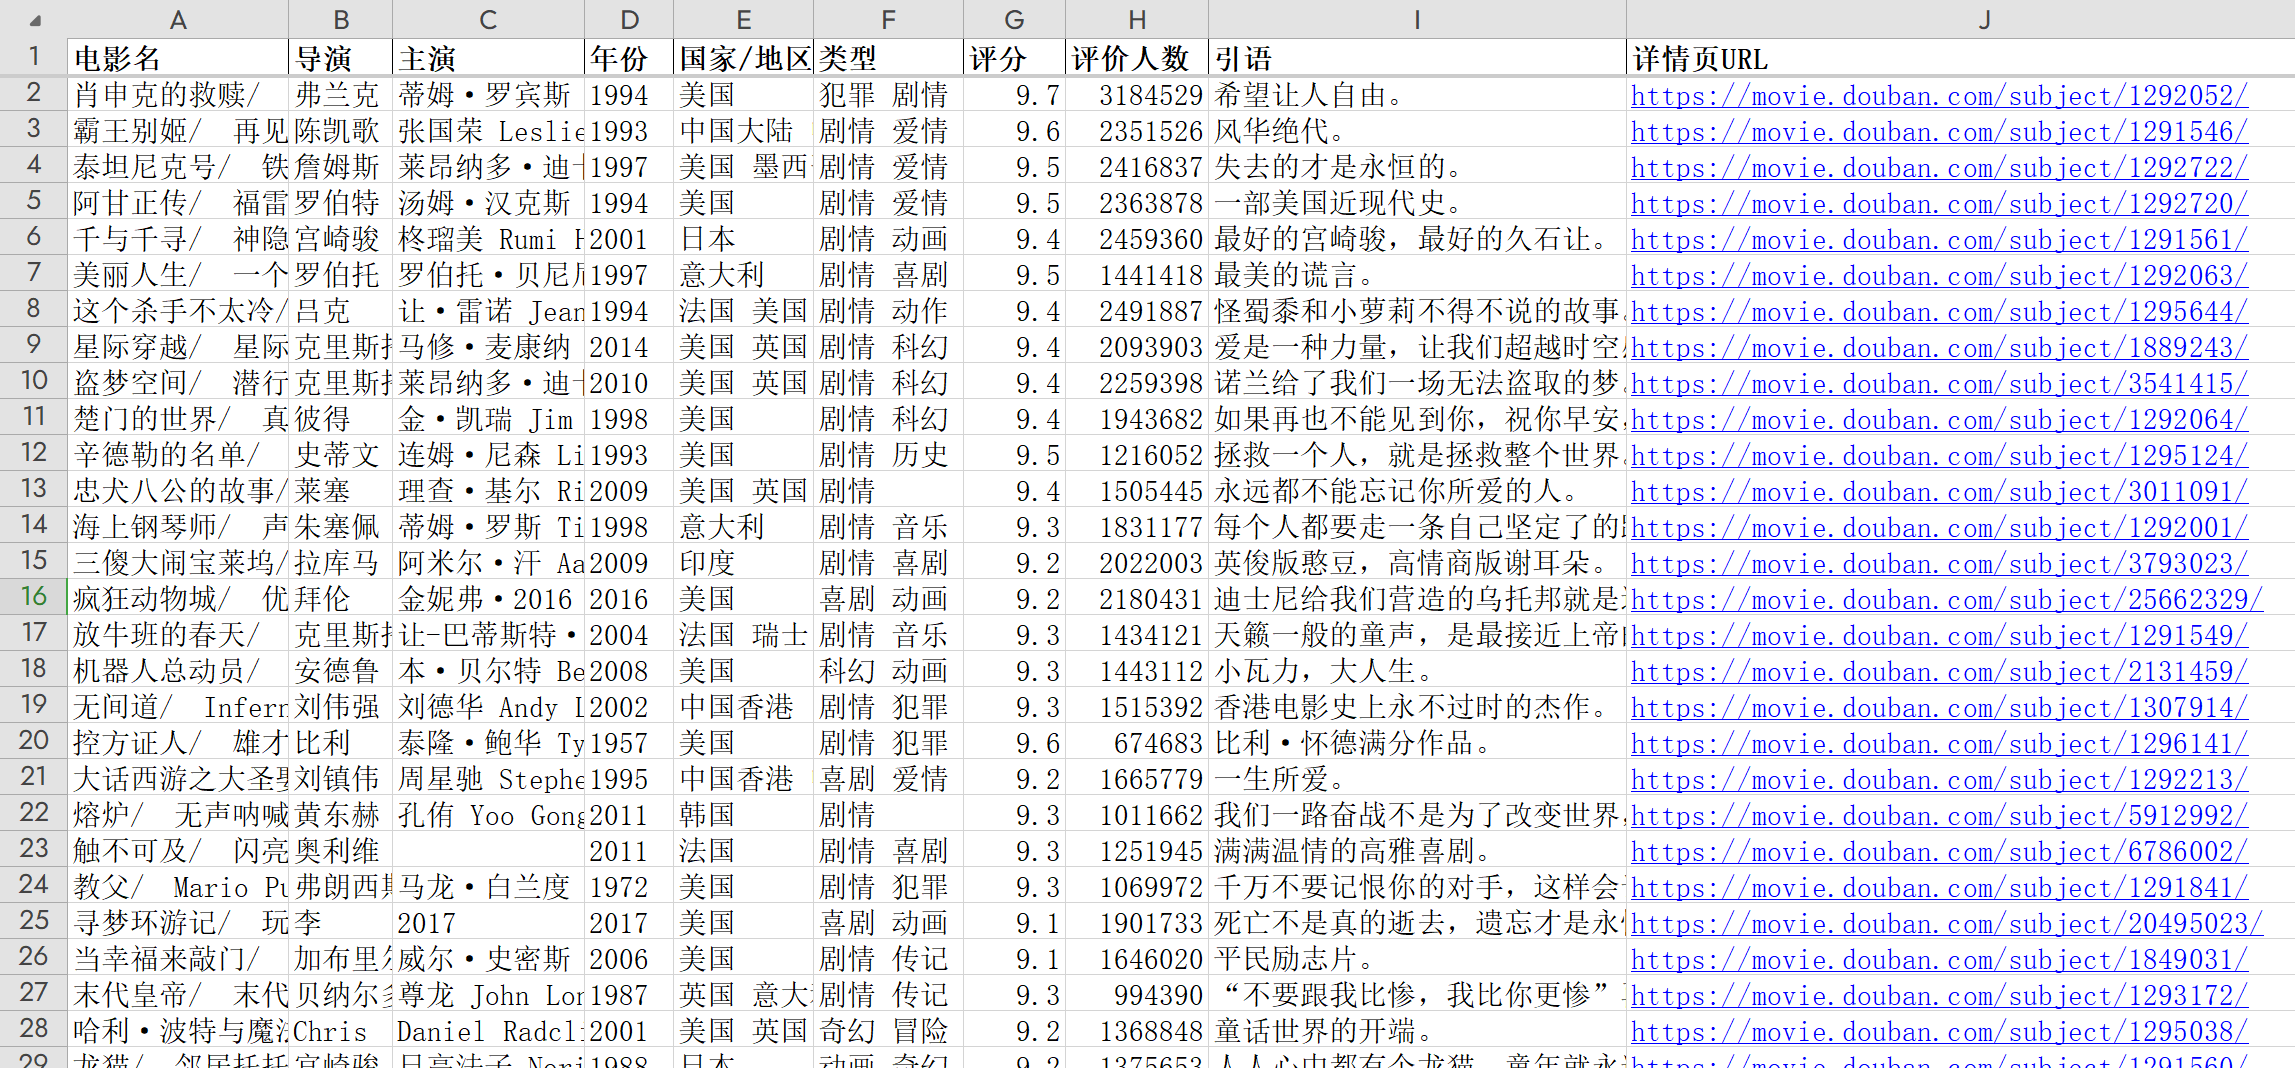 A B C D E F G H I J
1 电影名 导演 主演 年份 国家/地区 类型 评分 评价人数 引语 详情页URL
2 肖申克的救赎/ 弗兰克 蒂姆·罗宾斯 1994 美国 犯罪 剧情 9.7 3184529 希望让人自由。 https://movie.douban.com/subject/1292052/
3 霸王别姬/ 再见 陈凯歌 张国荣 Leslie 1993 中国大陆 剧情 爱情 9.6 2351526 风华绝代。 https://movie.douban.com/subject/1291546/
4 泰坦尼克号/ 铁 詹姆斯 莱昂纳多·迪 1997 美国 墨西 剧情 爱情 9.5 2416837 失去的才是永恒的。 https://movie.douban.com/subject/1292722/
5 阿甘正传/ 福雷 罗伯特 汤姆·汉克斯 1994 美国 剧情 爱情 9.5 2363878 一部美国近现代史。 https://movie.douban.com/subject/1292720/
6 千与千寻/ 神隐 宫崎骏 柊瑠美 Rumi 2001 日本 剧情 动画 9.4 2459360 最好的宫崎骏，最好的久石让。 https://movie.douban.com/subject/1291561/
7 美丽人生/ 一个 罗伯托 罗伯托·贝尼 1997 意大利 剧情 喜剧 9.5 1441418 最美的谎言。 https://movie.douban.com/subject/1292063/
8 这个杀手不太冷/ 吕克 让·雷诺 Jean 1994 法国 美国 剧情 动作 9.4 2491887 怪蜀黍和小萝莉不得不说的故事。 https://movie.douban.com/subject/1295644/
9 星际穿越/ 星际 克里斯 马修·麦康纳 2014 美国 英国 剧情 科幻 9.4 2093903 爱是一种力量，让我们超越时空 https://movie.douban.com/subject/1889243/
10 盗梦空间/ 潜行 克里斯 莱昂纳多·迪 2010 美国 英国 剧情 科幻 9.4 2259398 诺兰给了我们一场无法盗取的梦。 https://movie.douban.com/subject/3541415/
11 楚门的世界/ 真 彼得 金·凯瑞 Jim 1998 美国 剧情 科幻 9.4 1943682 如果再也不能见到你，祝你早安， https://movie.douban.com/subject/1292064/
12 辛德勒的名单/ 史蒂文 连姆·尼森 Li 1993 美国 剧情 历史 9.5 1216052 拯救一个人，就是拯救整个世界。 https://movie.douban.com/subject/1295124/
13 忠犬八公的故事/ 莱塞 理查·基尔 Ri 2009 美国 英国 剧情 9.4 1505445 永远都不能忘记你所爱的人。 https://movie.douban.com/subject/3011091/
14 海上钢琴师/ 声 朱塞佩 蒂姆·罗斯 Ti 1998 意大利 剧情 音乐 9.3 1831177 每个人都要走一条自己坚定了的 https://movie.douban.com/subject/1292001/
15 三傻大闹宝莱坞/ 拉库马 阿米尔·汗 Aa 2009 印度 剧情 喜剧 9.2 2022003 英俊版憨豆，高情商版谢耳朵。 https://movie.douban.com/subject/3793023/
16 疯狂动物城/ 优 拜伦 金妮弗·2016 2016 美国 喜剧 动画 9.2 2180431 迪士尼给我们营造的乌托邦就是 https://movie.douban.com/subject/25662329/
17 放牛班的春天/ 克里斯 让-巴蒂斯特· 2004 法国 瑞士 剧情 音乐 9.3 1434121 天籁一般的童声，是最接近上帝 https://movie.douban.com/subject/1291549/
18 机器人总动员/ 安德鲁 本·贝尔特 Be 2008 美国 科幻 动画 9.3 1443112 小瓦力，大人生。 https://movie.douban.com/subject/2131459/
19 无间道/ Infern 刘伟强 刘德华 Andy L 2002 中国香港 剧情 犯罪 9.3 1515392 香港电影史上永不过时的杰作。 https://movie.douban.com/subject/1307914/
20 控方证人/ 雄才 比利 泰隆·鲍华 Ty 1957 美国 剧情 犯罪 9.6 674683 比利·怀德满分作品。 https://movie.douban.com/subject/1296141/
21 大话西游之大圣娶 刘镇伟 周星驰 Stephe 1995 中国香港 喜剧 爱情 9.2 1665779 一生所爱。 https://movie.douban.com/subject/1292213/
22 熔炉/ 无声呐喊 黄东赫 孔侑 Yoo Gong 2011 韩国 剧情 9.3 1011662 我们一路奋战不是为了改变世界， https://movie.douban.com/subject/5912992/
23 触不可及/ 闪亮 奥利维 2011 法国 剧情 喜剧 9.3 1251945 满满温情的高雅喜剧。 https://movie.douban.com/subject/6786002/
24 教父/ Mario Pu 弗朗西斯 马龙·白兰度 1972 美国 剧情 犯罪 9.3 1069972 千万不要记恨你的对手，这样会 https://movie.douban.com/subject/1291841/
25 寻梦环游记/ 玩 李 2017 2017 美国 喜剧 动画 9.1 1901733 死亡不是真的逝去，遗忘才是永 https://movie.douban.com/subject/20495023/
26 当幸福来敲门/ 加布里尔 威尔·史密斯 2006 美国 剧情 传记 9.1 1646020 平民励志片。 https://movie.douban.com/subject/1849031/
27 末代皇帝/ 末代 贝纳尔多 尊龙 John Lon 1987 英国 意大 剧情 传记 9.3 994390 “不要跟我比惨，我比你更惨” https://movie.douban.com/subject/1293172/
28 哈利·波特与魔法 Chris Daniel Radcli 2001 美国 英国 奇幻 冒险 9.2 1368848 童话世界的开端。 https://movie.douban.com/subject/1295038/
29 龙猫/ 邻居托托 宫崎骏 日高法子 Nori 1988 日本 动画 奇幻 9.2 1375653 人人心中都有个龙猫，童年就永 https://movie.douban.com/subject/1291560/